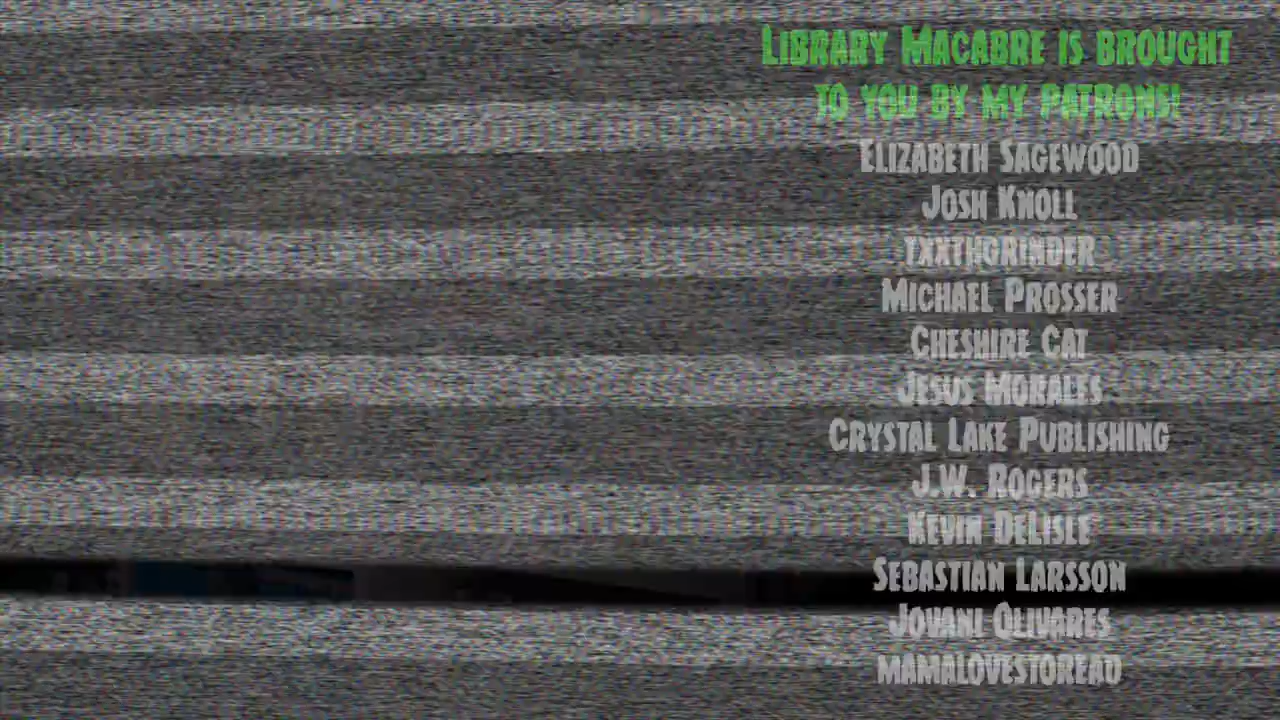 Library Macabre is brought
to you by my patrons!
Elizabeth Sagewood
Josh Knoll
txxthgrinder
Michael Prosser
Cheshire Cat
Jesus Morales
Crystal Lake Publishing
J.W. Rogers
Kevin DeLisle
Sebastian Larsson
Jovani Olivares
mamalovestoread